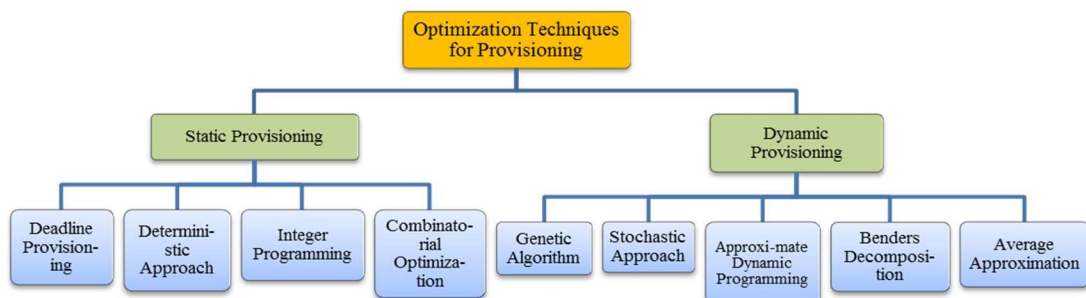 Optimization Techniques
for Provisioning
Static Provisioning
Dynamic
Provisioning
Deadline
Provision-
ing
Determini-
stic
Approach
Integer
Programming
Combinato-
rial
Optimiza-
tion
Genetic
Algorithm
Stochastic
Approach
Approxi-mate
Dynamic
Programming
Benders
Decomposi-
tion
Average
Approximation